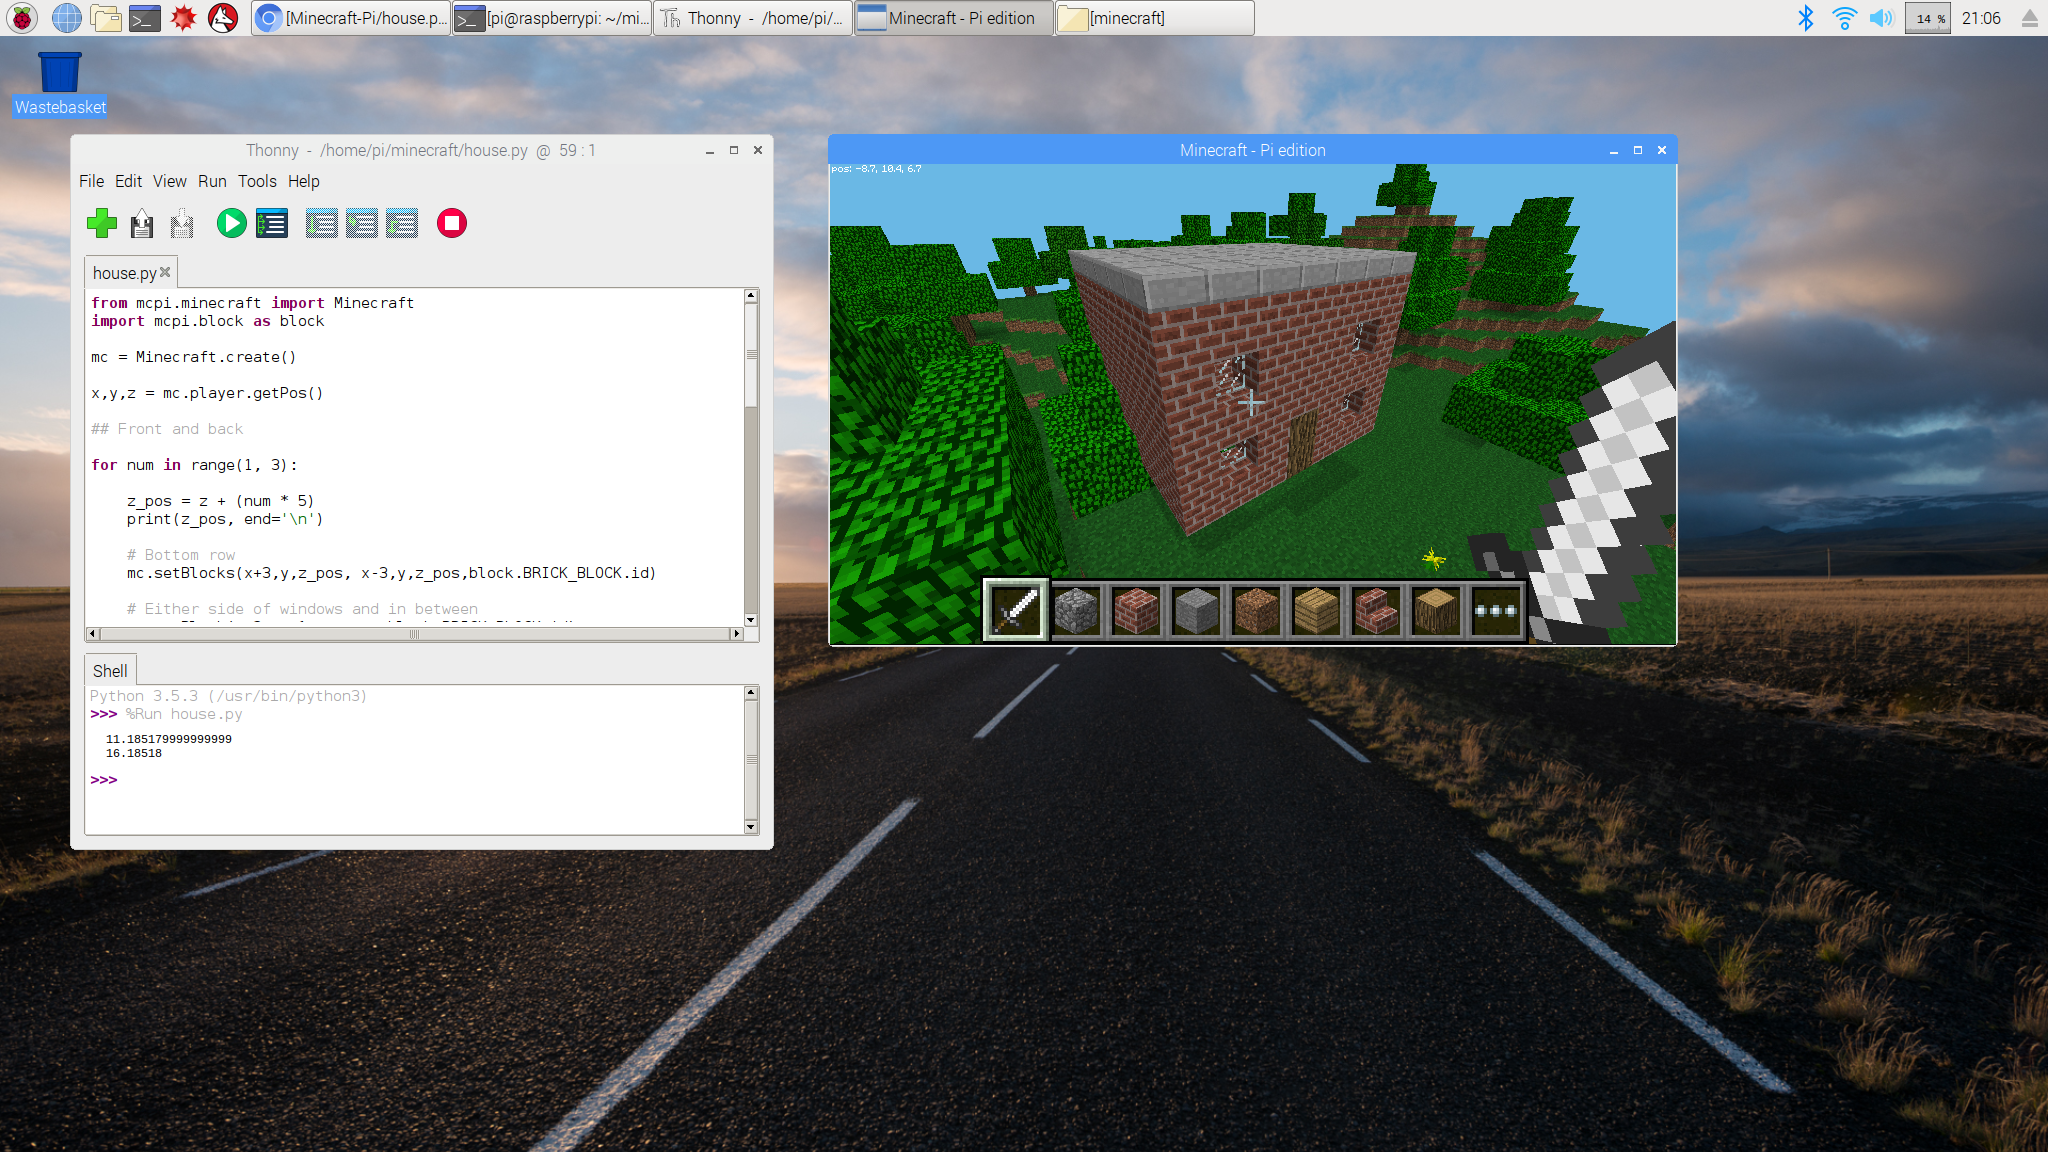 [Minecraft-Pi/house.p...
[pi@raspberrypi: ~/mi...
Thonny - /home/pi/...
Minecraft - Pi edition
[minecraft]
14 %
21:06
Wastebasket
Thonny - /home/pi/minecraft/house.py @ 59 : 1
File Edit View Run Tools Help
house.py
from mcpi.minecraft import Minecraft
import mcpi.block as block
mc = Minecraft.create()
x,y,z = mc.player.getPos()
## Front and back
for num in range(1, 3):
z_pos = z + (num * 5)
print(z_pos, end='\n')
# Bottom row
mc.setBlocks(x+3,y,z_pos, x-3,y,z_pos,block.BRICK_BLOCK.id)
# Either side of windows and in between
Shell
Python 3.5.3 (/usr/bin/python3)
>>> %Run house.py
11.185179999999999
16.18518
>>>
Minecraft - Pi edition
pos: -8.7, 10.4, 6.7